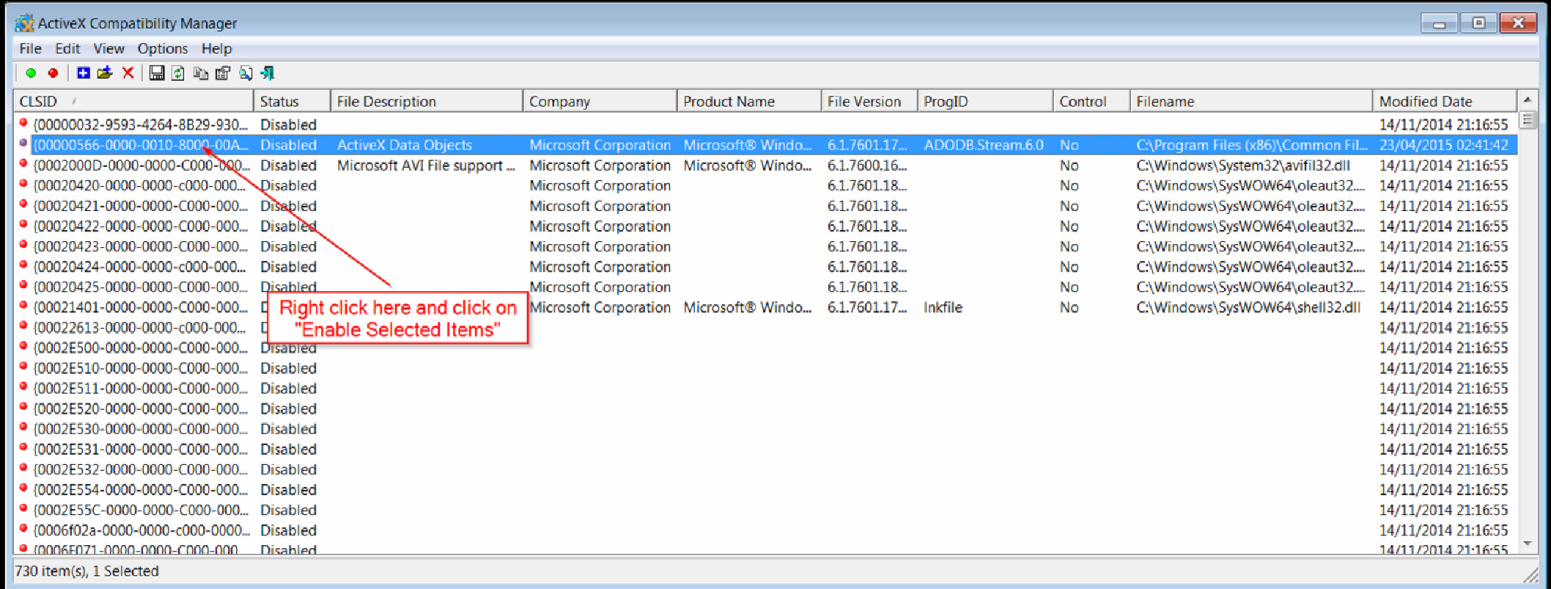 ActiveX Compatibility Manager
File Edit View Options Help
CLSID Status File Description Company Product Name File Version ProgID Control Filename Modified Date
{00000032-9593-4264-8B29-930... Disabled 14/11/2014 21:16:55
{00000566-0000-0010-8000-00A... Disabled ActiveX Data Objects Microsoft Corporation Microsoft® Windo... 6.1.7601.17... ADODB.Stream.6.0 No C:\Program Files (x86)\Common Fil... 23/04/2015 02:41:42
{0002000D-0000-0000-C000-000... Disabled Microsoft AVI File support ... Microsoft Corporation Microsoft® Windo... 6.1.7600.16... No C:\Windows\System32\avifil32.dll 14/11/2014 21:16:55
{00020420-0000-0000-c000-000... Disabled Microsoft Corporation 6.1.7601.18... No C:\Windows\SysWOW64\oleaut32.... 14/11/2014 21:16:55
{00020421-0000-0000-C000-000... Disabled Microsoft Corporation 6.1.7601.18... No C:\Windows\SysWOW64\oleaut32.... 14/11/2014 21:16:55
{00020422-0000-0000-C000-000... Disabled Microsoft Corporation 6.1.7601.18... No C:\Windows\SysWOW64\oleaut32.... 14/11/2014 21:16:55
{00020423-0000-0000-C000-000... Disabled Microsoft Corporation 6.1.7601.18... No C:\Windows\SysWOW64\oleaut32.... 14/11/2014 21:16:55
{00020424-0000-0000-c000-000... Disabled Microsoft Corporation 6.1.7601.18... No C:\Windows\SysWOW64\oleaut32.... 14/11/2014 21:16:55
{00020425-0000-0000-C000-000... Disabled Microsoft Corporation 6.1.7601.18... No C:\Windows\SysWOW64\oleaut32.... 14/11/2014 21:16:55
{00021401-0000-0000-C000-000... D Microsoft Corporation Microsoft® Windo... 6.1.7601.17... lnkfile No C:\Windows\SysWOW64\shell32.dll 14/11/2014 21:16:55
Right click here and click on
"Enable Selected Items"
{00022613-0000-0000-c000-000... D 14/11/2014 21:16:55
{0002E500-0000-0000-C000-000... Disabled 14/11/2014 21:16:55
{0002E510-0000-0000-C000-000... Disabled 14/11/2014 21:16:55
{0002E511-0000-0000-C000-000... Disabled 14/11/2014 21:16:55
{0002E520-0000-0000-C000-000... Disabled 14/11/2014 21:16:55
{0002E530-0000-0000-C000-000... Disabled 14/11/2014 21:16:55
{0002E531-0000-0000-C000-000... Disabled 14/11/2014 21:16:55
{0002E532-0000-0000-C000-000... Disabled 14/11/2014 21:16:55
{0002E554-0000-0000-C000-000... Disabled 14/11/2014 21:16:55
{0002E55C-0000-0000-C000-000... Disabled 14/11/2014 21:16:55
{0006f02a-0000-0000-c000-0000... Disabled 14/11/2014 21:16:55
{0006F071-0000-0000-C000-000 Disabled 14/11/2014 21:16:55
730 item(s), 1 Selected